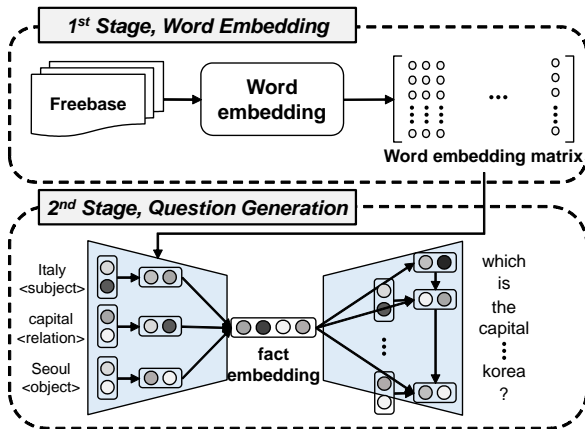 1st Stage, Word Embedding
Freebase
Word
embedding
...
Word embedding matrix
2nd Stage, Question Generation
Italy
<subject>
capital
<relation>
Seoul
<object>
fact
embedding
which
is
the
capital
korea
?